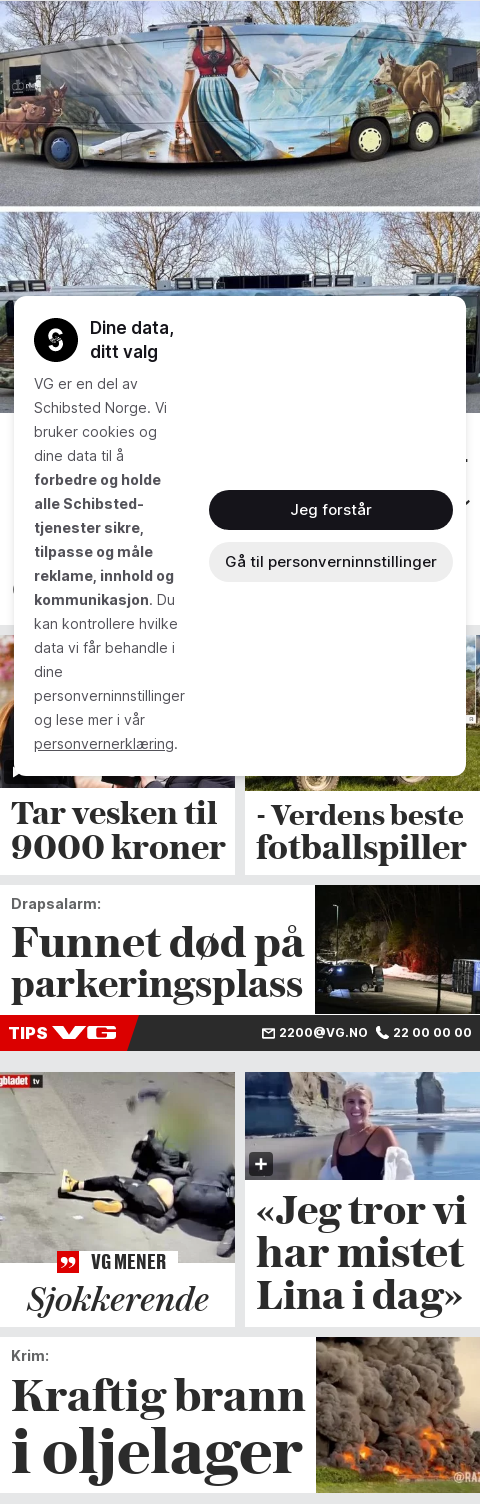 Dine data,
ditt valg
VG er en del av
Schibsted Norge. Vi
bruker cookies og
dine data til å
forbedre og holde
alle Schibsted-
tjenester sikre,
tilpasse og måle
reklame, innhold og
kommunikasjon. Du
kan kontrollere hvilke
data vi får behandle i
dine
personverninnstillinger
og lese mer i vår
personvernerklæring.
Jeg forstår
Gå til personverninnstillinger
Tar vesken til
9000 kroner
- Verdens beste
fotballspiller
Drapsalarm:
Funnet død på
parkeringsplass
TIPS VG
2200@VG.NO 22 00 00 00
gbladet tv
VG MENER
Sjokkerende
«Jeg tror vi
har mistet
Lina i dag»
Krim:
Kraftig brann
i oljelager